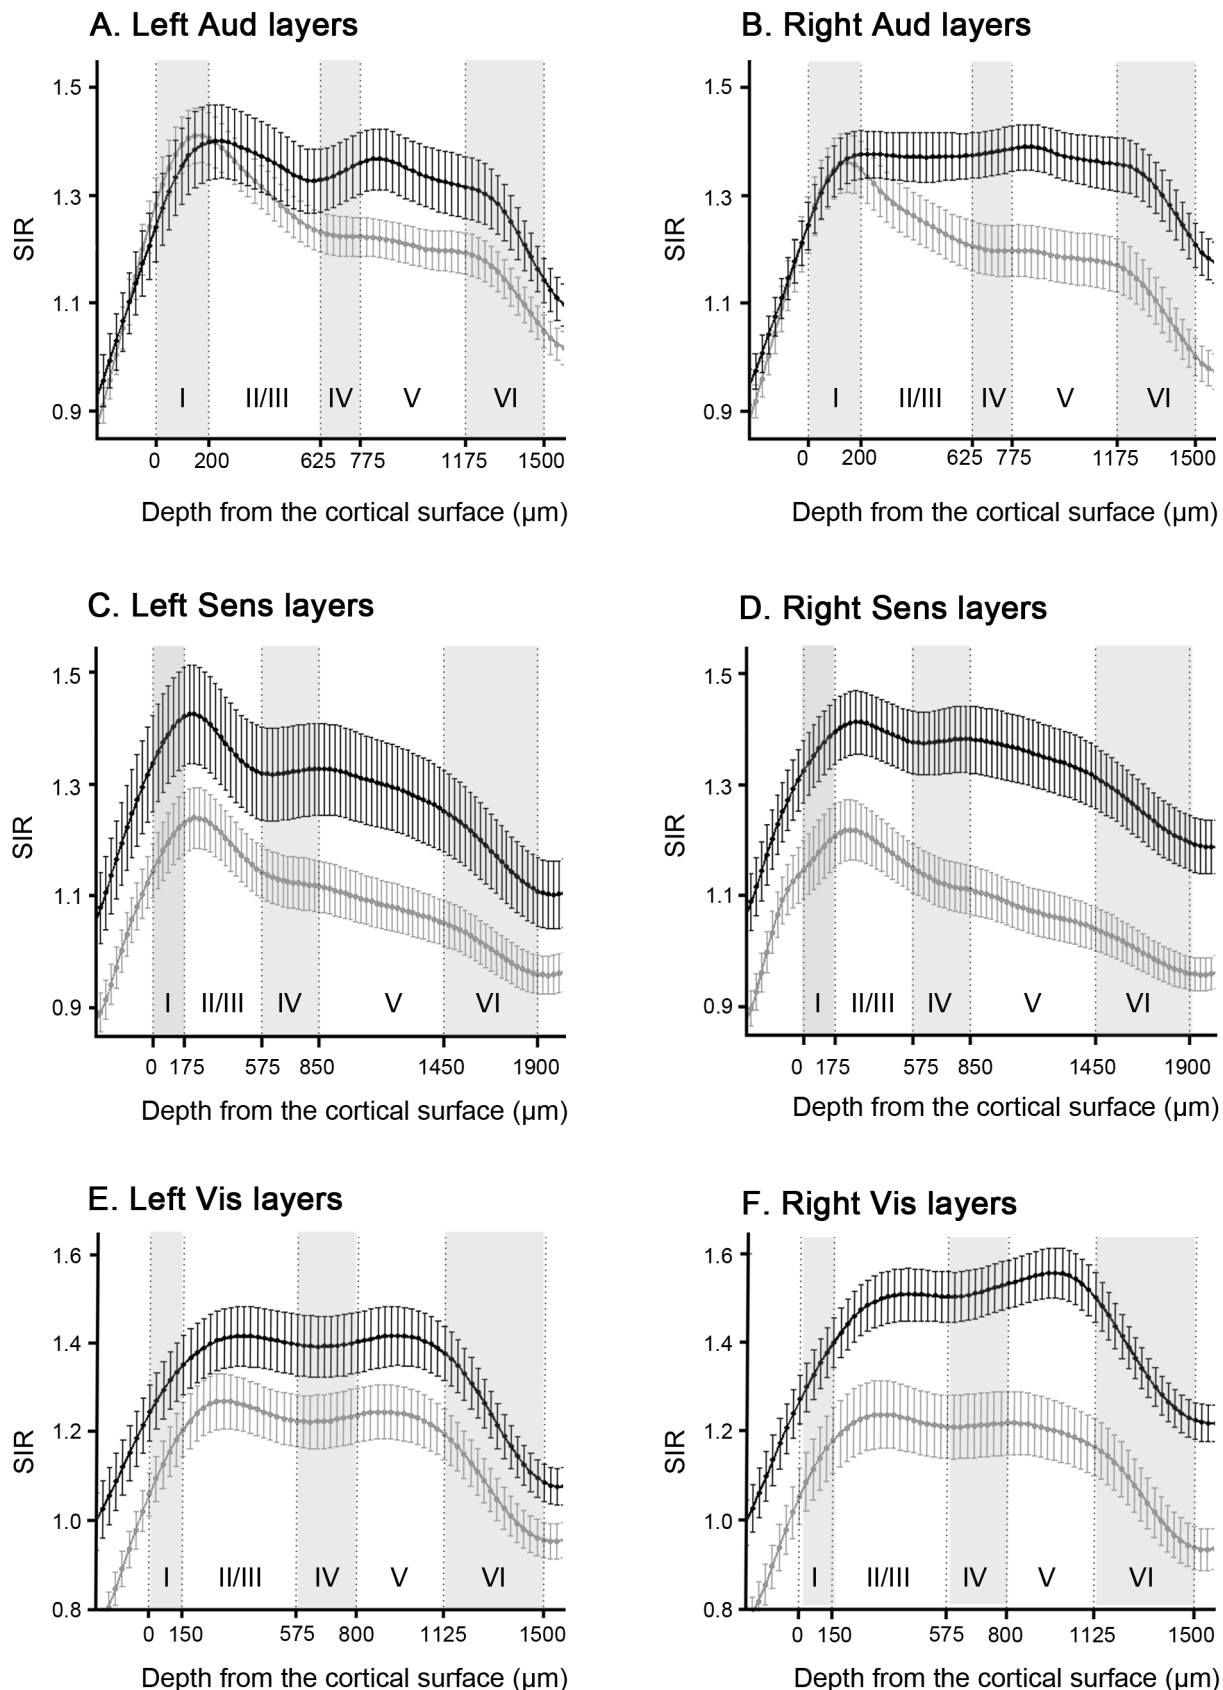 A. Left Aud layers
1.5
1.3
1.1
0.9
SIR
I II/III IV V VI
0 200 625 775 1175 1500
Depth from the cortical surface (µm)
B. Right Aud layers
1.5
1.3
1.1
0.9
SIR
I II/III IV V VI
0 200 625 775 1175 1500
Depth from the cortical surface (µm)
C. Left Sens layers
1.5
1.3
1.1
0.9
SIR
I II/III IV V VI
0 175 575 850 1450 1900
Depth from the cortical surface (µm)
D. Right Sens layers
1.5
1.3
1.1
0.9
SIR
I II/III IV V VI
0 175 575 850 1450 1900
Depth from the cortical surface (µm)
E. Left Vis layers
1.6
1.4
1.2
1.0
0.8
SIR
I II/III IV V VI
0 150 575 800 1125 1500
Depth from the cortical surface (µm)
F. Right Vis layers
1.6
1.4
1.2
1.0
0.8
SIR
I II/III IV V VI
0 150 575 800 1125 1500
Depth from the cortical surface (µm)